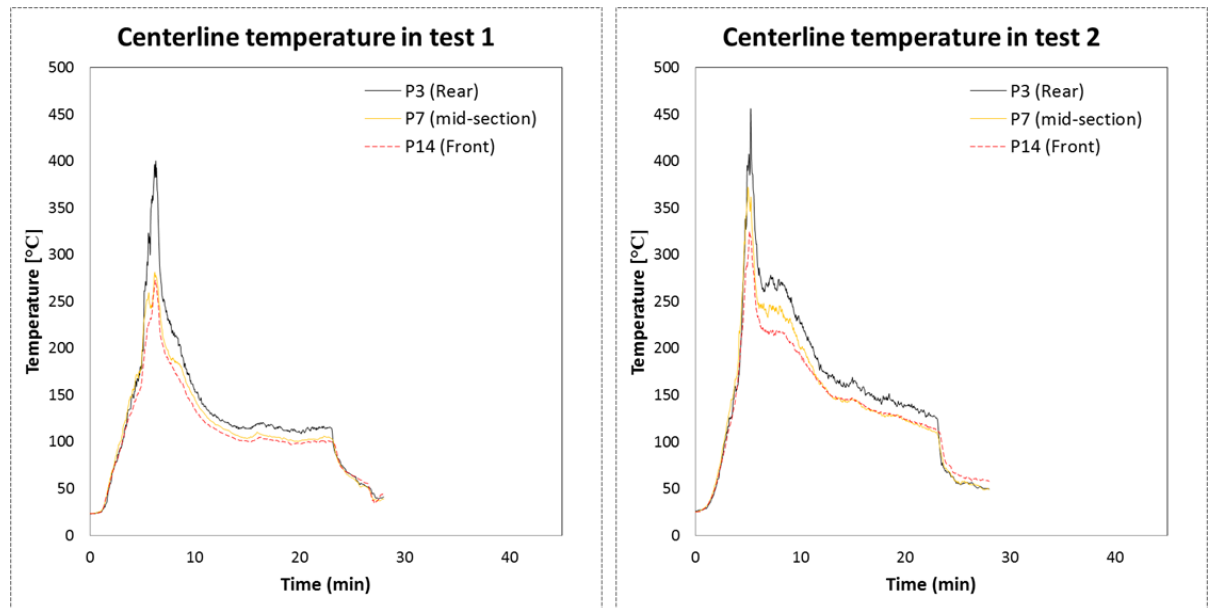 Centerline temperature in test 1
500
450
400
350
300
250
200
150
100
50
0
Temperature [°C]
P3 (Rear)
P7 (mid-section)
P14 (Front)
0 10 20 30 40
Time (min)
Centerline temperature in test 2
500
450
400
350
300
250
200
150
100
50
0
Temperature [°C]
P3 (Rear)
P7 (mid-section)
P14 (Front)
0 10 20 30 40
Time (min)